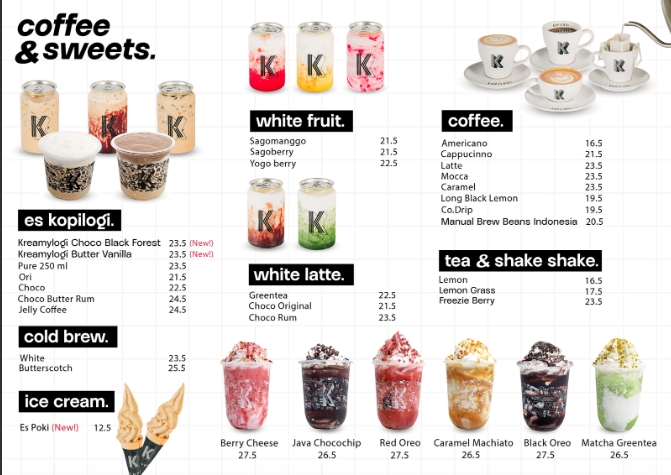 coffee
& sweets.
es kopilogi.
Kreamylogi Choco Black Forest 23.5 (New!)
Kreamylogi Butter Vanilla 23.5 (New!)
Pure 250 ml 23.5
Ori 21.5
Choco 22.5
Choco Butter Rum 24.5
Jelly Coffee 24.5
cold brew.
White 23.5
Butterscotch 25.5
ice cream.
Es Poki (New!) 12.5
white fruit.
Sagomanggo 21.5
Sagoberry 21.5
Yogo berry 22.5
white latte.
Greentea 22.5
Choco Original 21.5
Choco Rum 23.5
coffee.
Americano 16.5
Cappucinno 21.5
Latte 23.5
Mocca 23.5
Caramel 23.5
Long Black Lemon 19.5
Co.Drip 19.5
Manual Brew Beans Indonesia 20.5
tea & shake shake.
Lemon 16.5
Lemon Grass 17.5
Freezie Berry 23.5
Berry Cheese Java Chocochip Red Oreo Caramel Machiato Black Oreo Matcha Greentea
27.5 26.5 27.5 26.5 27.5 26.5